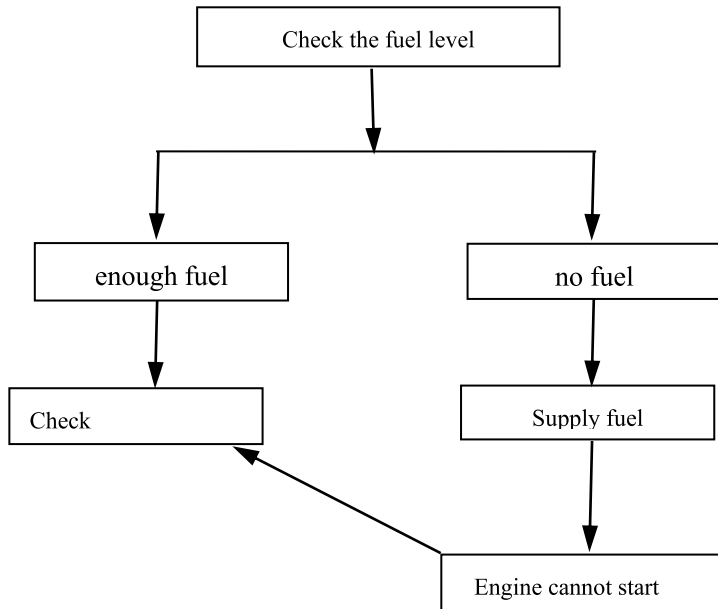 Check the fuel level
enough fuel
no fuel
Check
Supply fuel
Engine cannot start